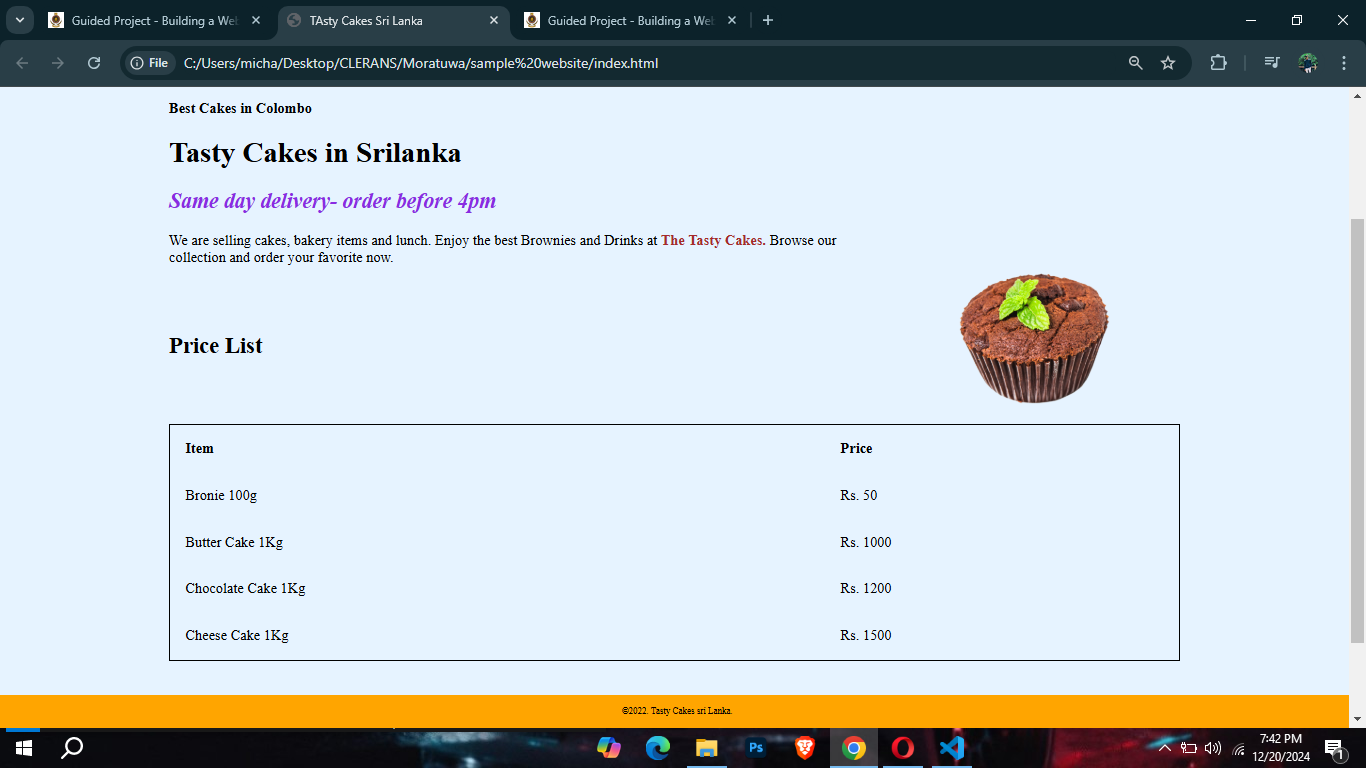 Guided Project - Building a Web
TAsty Cakes Sri Lanka
Guided Project - Building a Web
File C:/Users/micha/Desktop/CLERANS/Moratuwa/sample%20website/index.html
Best Cakes in Colombo
Tasty Cakes in Srilanka
Same day delivery- order before 4pm
We are selling cakes, bakery items and lunch. Enjoy the best Brownies and Drinks at The Tasty Cakes. Browse our
collection and order your favorite now.
Price List
Item Price
Bronie 100g Rs. 50
Butter Cake 1Kg Rs. 1000
Chocolate Cake 1Kg Rs. 1200
Cheese Cake 1Kg Rs. 1500
©2022. Tasty Cakes sri Lanka.
Ps
7:42 PM
12/20/2024
1